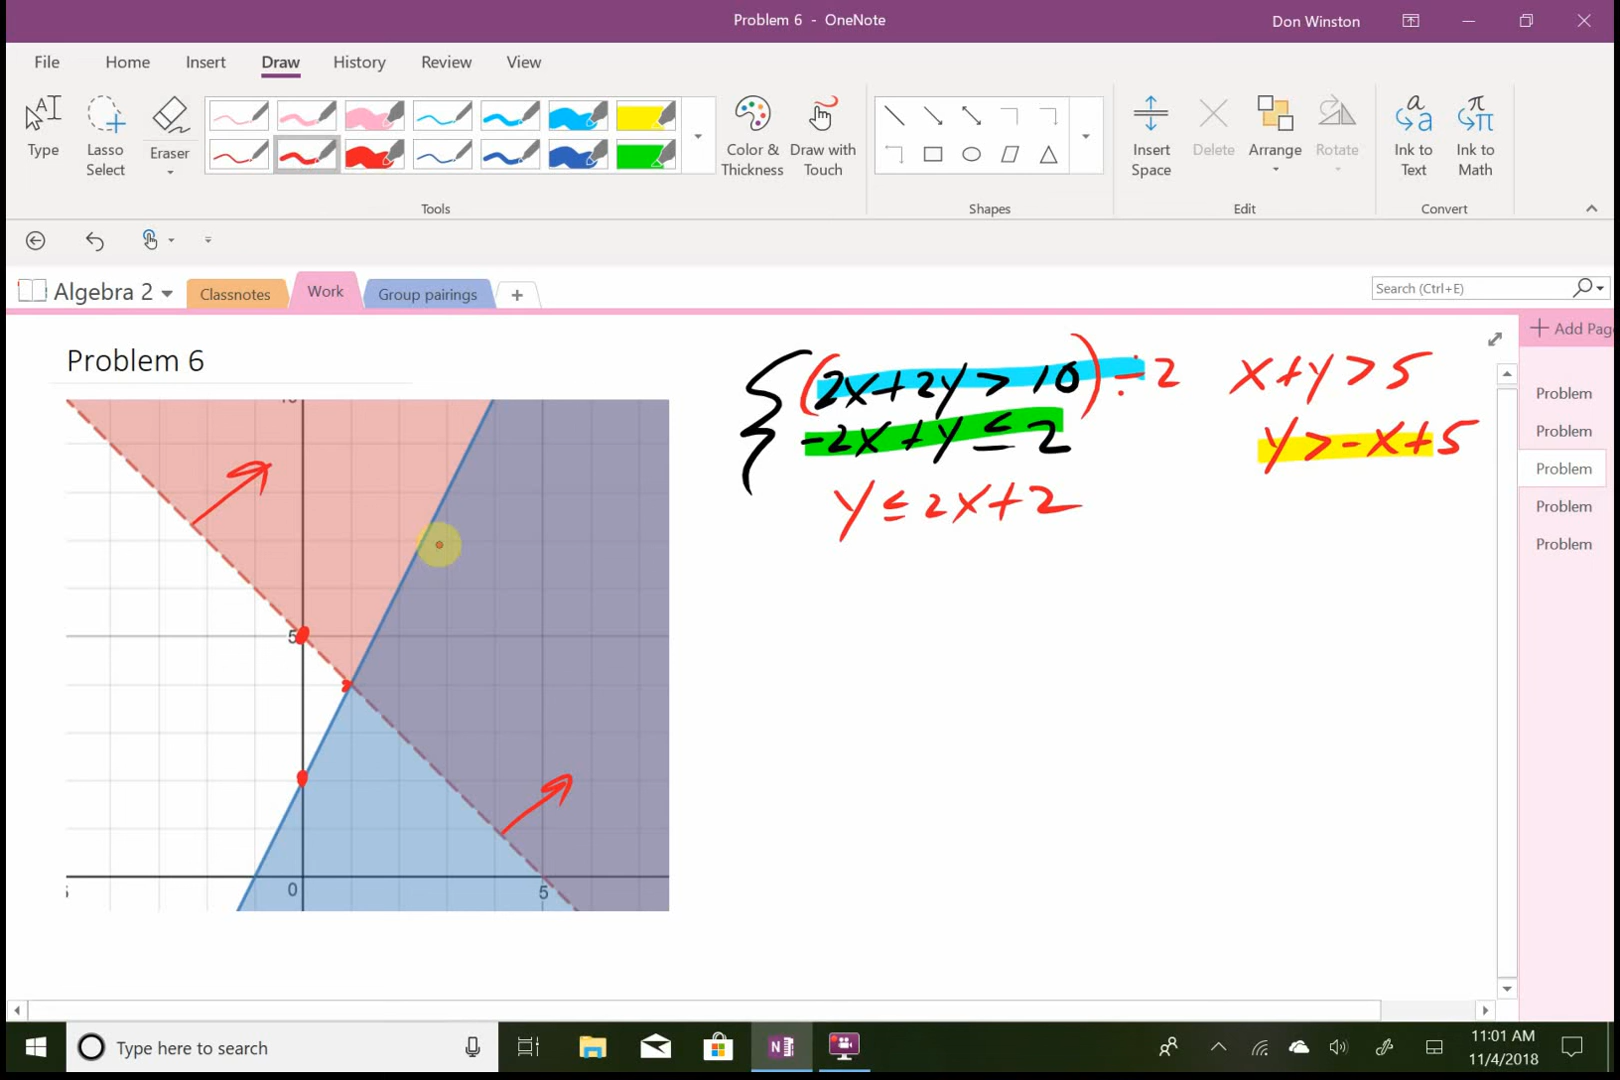 Problem 6 - OneNote
Don Winston
File Home Insert Draw History Review View
Type
Lasso Select
Eraser
Color & Thickness
Draw with Touch
Insert Space
Delete
Arrange
Rotate
a a
Ink to Text
π π
Ink to Math
Tools
Shapes
Edit
Convert
Algebra 2
Classnotes
Work
Group pairings
Search (Ctrl+E)
Add Pag
Problem 6
(2x+2y > 10) ÷ 2
x+y > 5
-2x + y ≤ 2
y > -x+5
y ≤ 2x+2
5
0
5
Problem
Problem
Problem
Problem
Problem
Type here to search
11:01 AM
11/4/2018